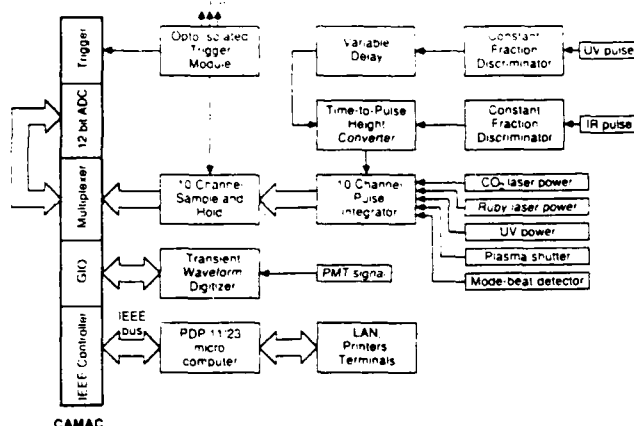 Trigger
12 bit ADC
Multiplexer
GIO
IEEE Controller
CAMAC
Opto-isolated
Trigger
Module
Variable
Delay
Constant
Fraction
Discriminator
UV pulse
Time-to-Pulse
Height
Converter
Constant
Fraction
Discriminator
IR pulse
10 Channel
Sample and
Hold
10 Channel
Pulse
Integrator
CO2 laser power
Ruby laser power
UV power
Plasma shutter
Mode-beat detector
Transient
Waveform
Digitizer
PMT signal
IEEE
bus
PDP 11/23
micro
computer
LAN,
Printers
Terminals